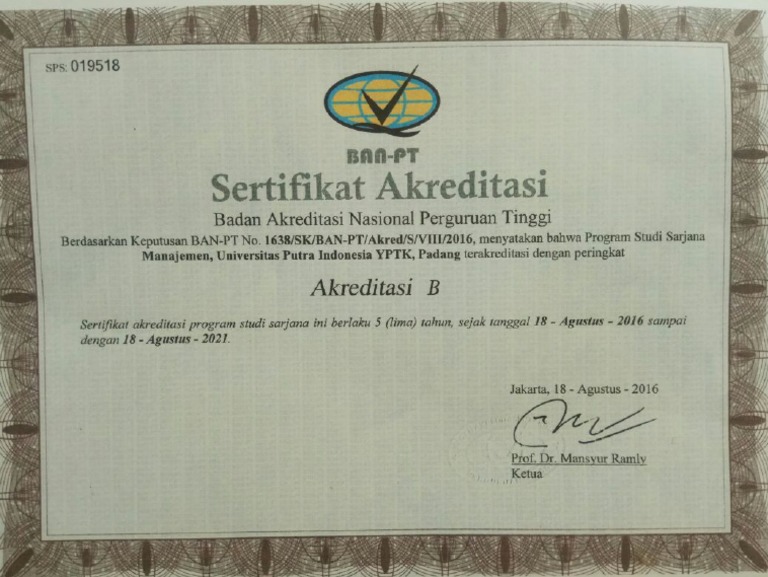 SPS: 019518
BAN-PT
Sertifikat Akreditasi
Badan Akreditasi Nasional Perguruan Tinggi
Berdasarkan Keputusan BAN-PT No. 1638/SK/BAN-PT/Akred/S/VIII/2016, menyatakan bahwa Program Studi Sarjana
Manajemen, Universitas Putra Indonesia YPTK, Padang terakreditasi dengan peringkat
Akreditasi B
Sertifikat akreditasi program studi sarjana ini berlaku 5 (lima) tahun, sejak tanggal 18 - Agustus - 2016 sampai
dengan 18 - Agustus - 2021.
Jakarta, 18 - Agustus - 2016
Prof. Dr. Mansyur Ramly
Ketua